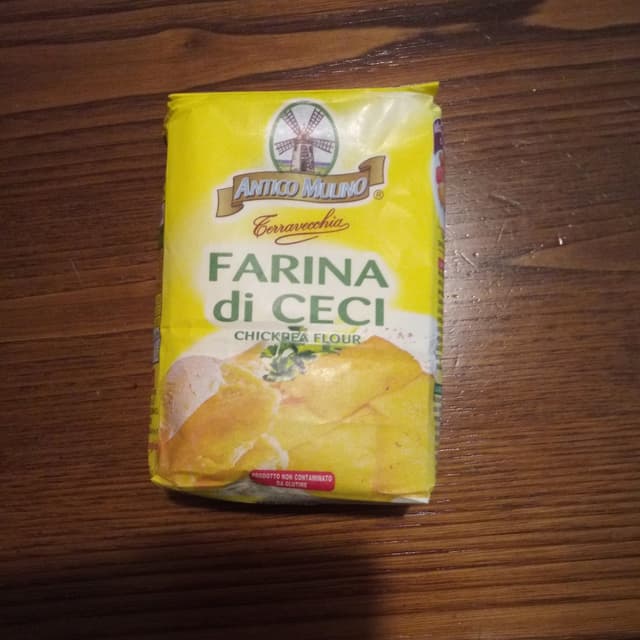 ANTICO MULINO ®
Terravecchia
FARINA
di CECI
CHICKPEA FLOUR
PRODOTTO NON CONTAMINATO
DA GLUTINE